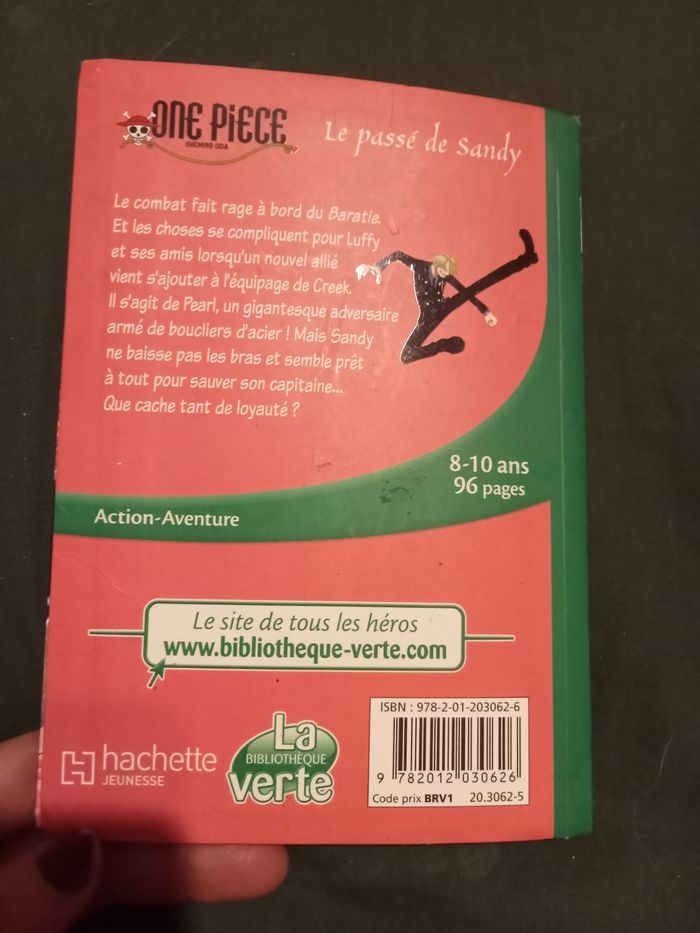 ONE PIECE
EIICHIRO ODA
Le passé de Sandy
Le combat fait rage à bord du Baratie.
Et les choses se compliquent pour Luffy
et ses amis lorsqu'un nouvel allié
vient s'ajouter à l'équipage de Creek.
Il s'agit de Pearl, un gigantesque adversaire
armé de boucliers d'acier ! Mais Sandy
ne baisse pas les bras et semble prêt
à tout pour sauver son capitaine...
Que cache tant de loyauté ?
8-10 ans
96 pages
Action-Aventure
Le site de tous les héros
www.bibliotheque-verte.com
hachette
JEUNESSE
La
BIBLIOTHÈQUE
verte
ISBN : 978-2-01-203062-6
9 782012 030626
Code prix BRV1 20.3062-5